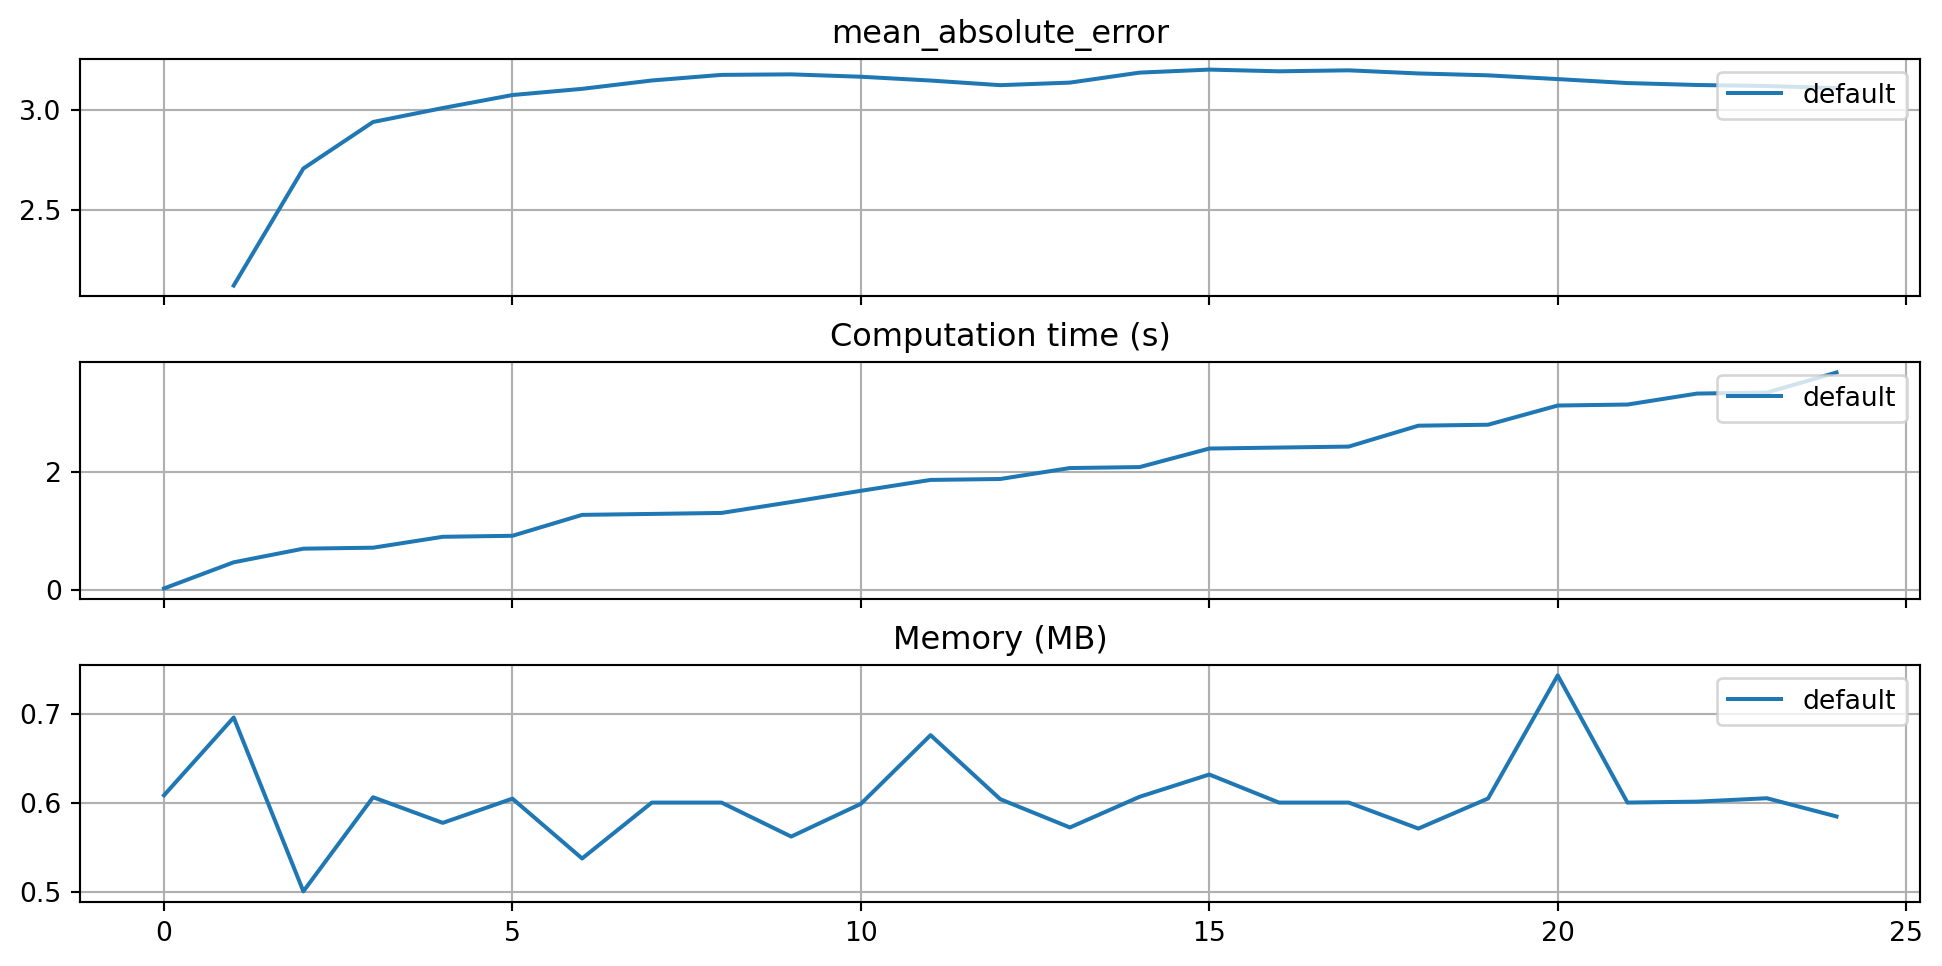 mean_absolute_error
3.0
2.5
default
Computation time (s)
2
0
default
Memory (MB)
0.7
0.6
0.5
default
0 5 10 15 20 25